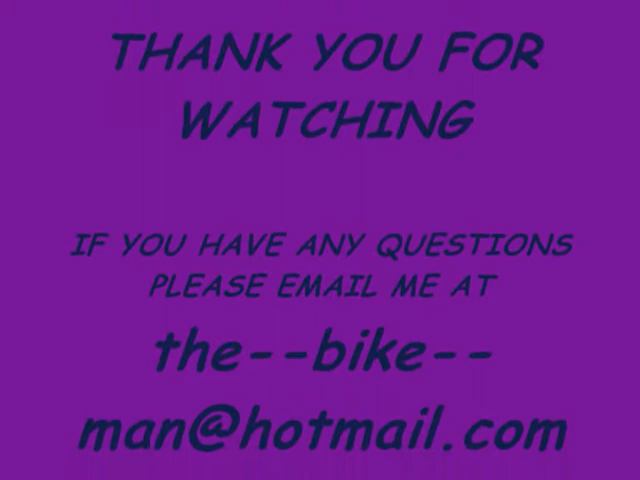 THANK YOU FOR
WATCHING
IF YOU HAVE ANY QUESTIONS
PLEASE EMAIL ME AT
the--bike--
man@hotmail.com